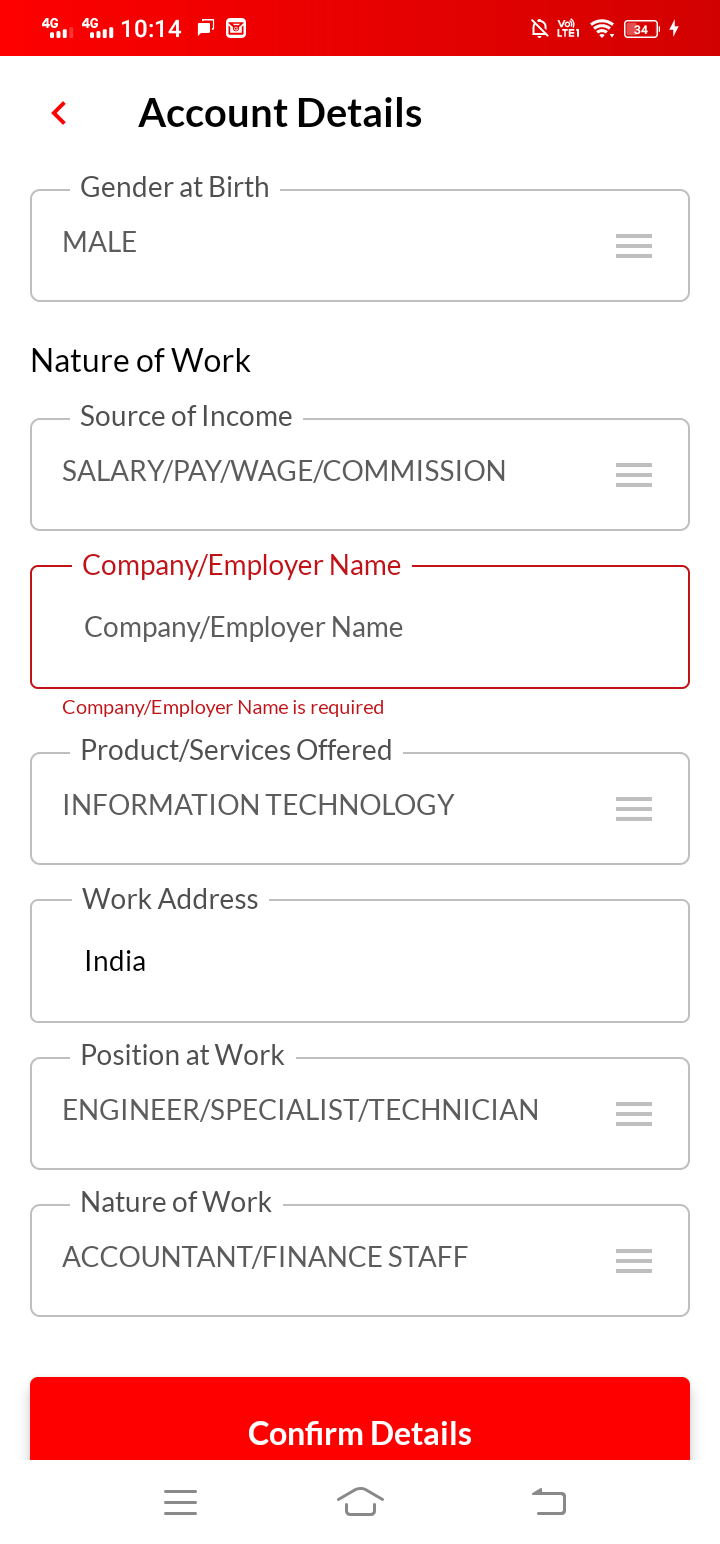 4G 4G 10:14 Vo) LTE1 34
Account Details
Gender at Birth
MALE
Nature of Work
Source of Income
SALARY/PAY/WAGE/COMMISSION
Company/Employer Name
Company/Employer Name
Company/Employer Name is required
Product/Services Offered
INFORMATION TECHNOLOGY
Work Address
India
Position at Work
ENGINEER/SPECIALIST/TECHNICIAN
Nature of Work
ACCOUNTANT/FINANCE STAFF
Confirm Details